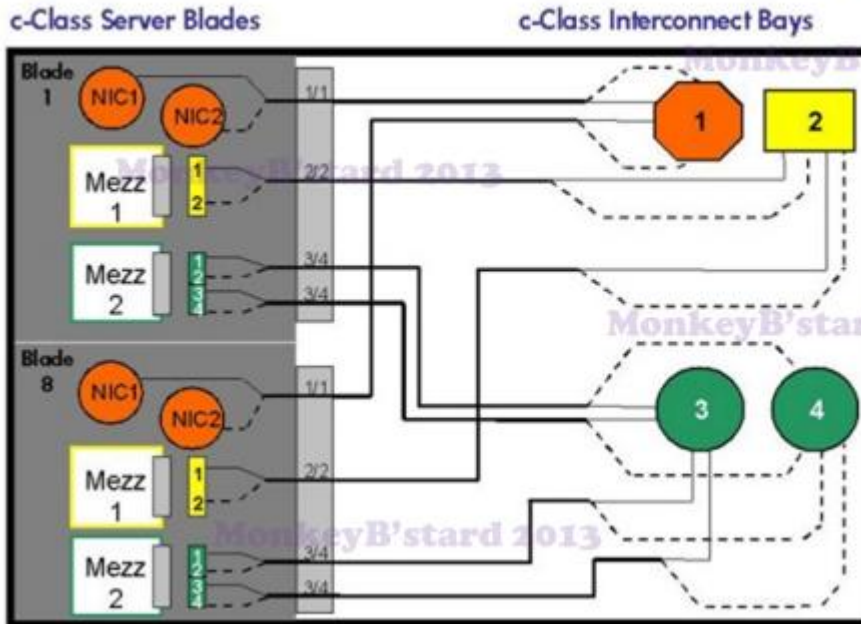 c-Class Server Blades
c-Class Interconnect Bays
MonkeyB
Blade
1
NIC1
NIC2
1/1
1
2
MonkeyB'stard 2013
Mezz
1
1
2
2/2
Mezz
2
1
2
3
4
3/4
3/4
MonkeyB'stard
Blade
8
NIC1
NIC2
1/1
3
4
Mezz
1
1
2
2/2
MonkeyB'stard 2013
Mezz
2
1
2
3
4
3/4
3/4